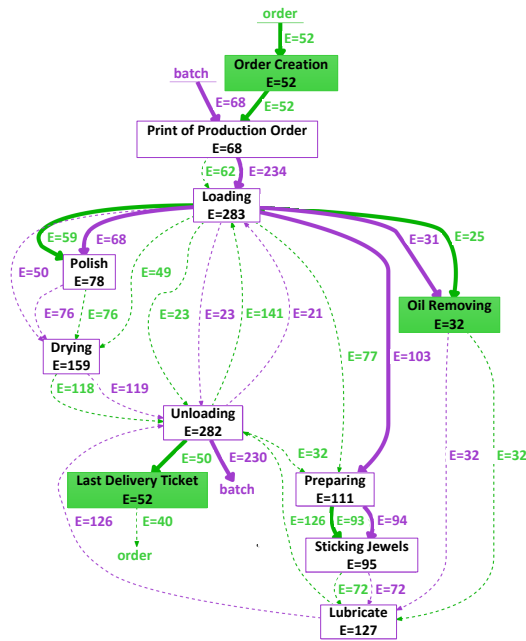 order
E=52
Order Creation
E=52
batch
E=68
E=52
Print of Production Order
E=68
E=62
E=234
Loading
E=283
E=59
E=68
E=31
E=25
E=50
Polish
E=78
E=49
Oil Removing
E=32
E=76
E=76
E=23
E=23
E=141
E=21
Drying
E=159
E=77
E=103
E=118
E=119
Unloading
E=282
E=50
E=230
E=32
E=32
E=32
Last Delivery Ticket
E=52
batch
Preparing
E=111
E=126
E=40
E=126
E=93
E=94
order
Sticking Jewels
E=95
E=72
E=72
Lubricate
E=127